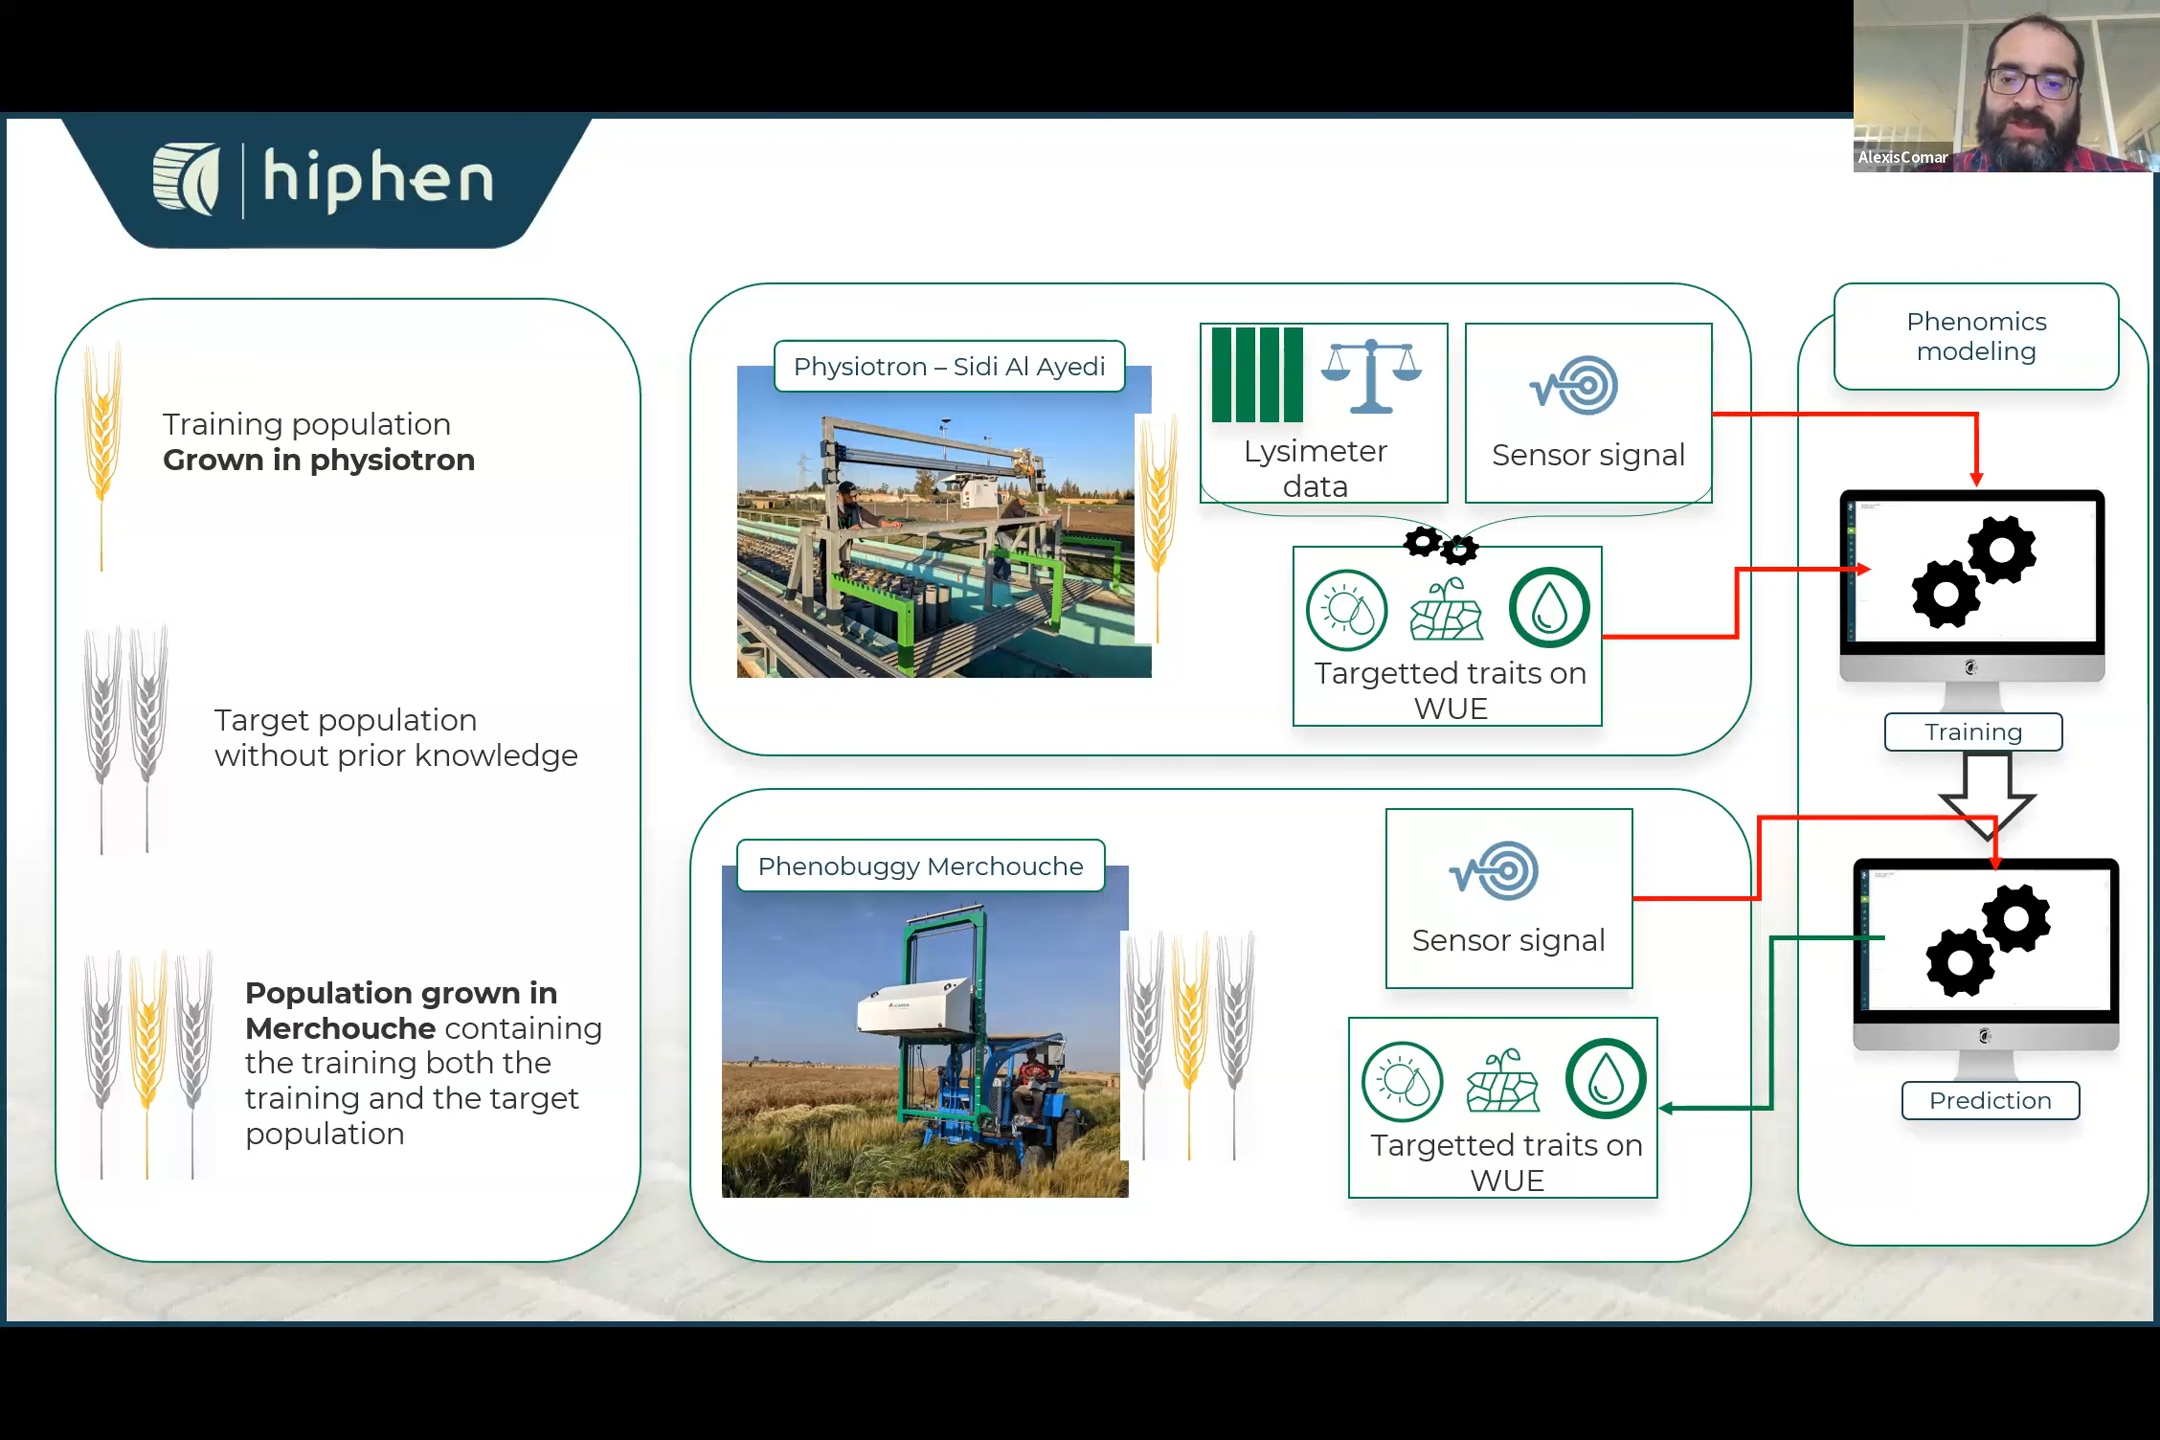 AlexisComar
hiphen
Training population
Grown in physiotron
Target population
without prior knowledge
Population grown in
Merchouche containing
the training both the
training and the target
population
Physiotron – Sidi Al Ayedi
Lysimeter
data
Sensor signal
Targetted traits on
WUE
Phenobuggy Merchouche
Sensor signal
Targetted traits on
WUE
Phenomics
modeling
Training
Prediction